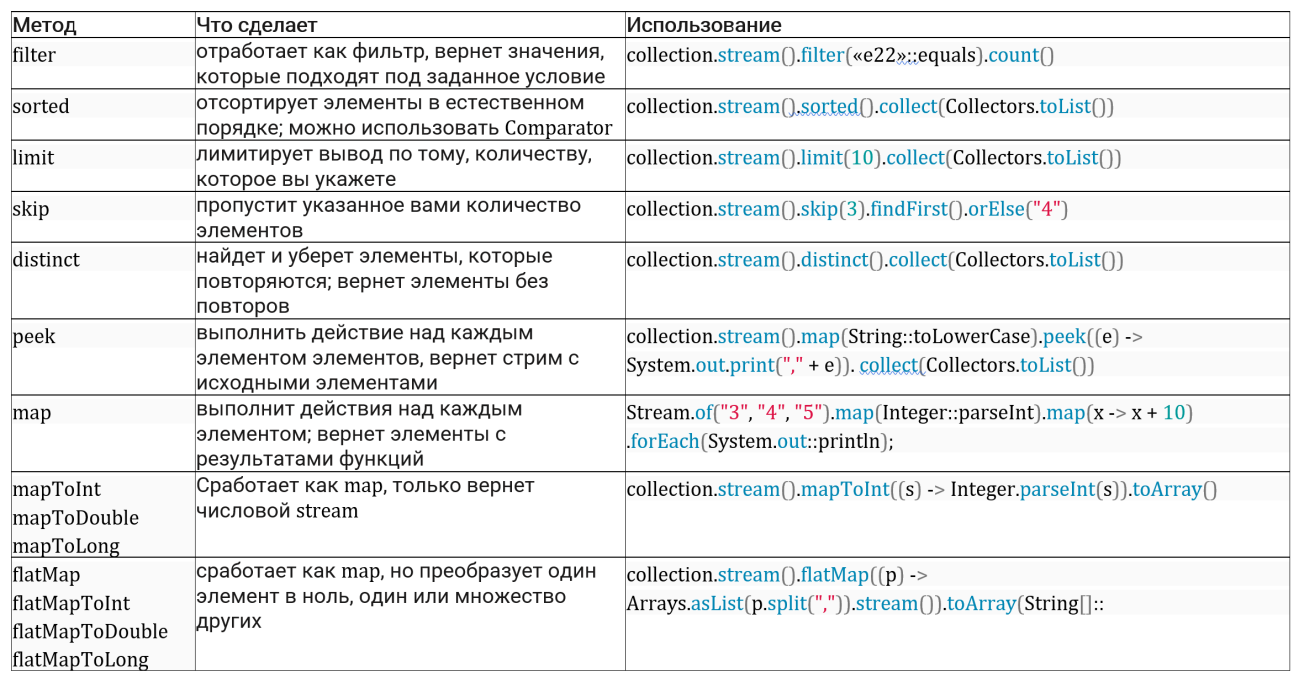 Метод Что сделает Использование
filter отработает как фильтр, вернет значения, collection.stream().filter(«e22»::equals).count()
которые подходят под заданное условие
sorted отсортирует элементы в естественном collection.stream().sorted().collect(Collectors.toList())
порядке; можно использовать Comparator
limit лимитирует вывод по тому, количеству, collection.stream().limit(10).collect(Collectors.toList())
которое вы укажете
skip пропустит указанное вами количество collection.stream().skip(3).findFirst().orElse("4")
элементов
distinct найдет и уберет элементы, которые collection.stream().distinct().collect(Collectors.toList())
повторяются; вернет элементы без
повторов
peek выполнить действие над каждым collection.stream().map(String::toLowerCase).peek((e) ->
элементом элементов, вернет стрим с System.out.print("," + e)). collect(Collectors.toList())
исходными элементами
map выполнит действия над каждым Stream.of("3", "4", "5").map(Integer::parseInt).map(x -> x + 10)
элементом; вернет элементы с .forEach(System.out::println);
результатами функций
mapToInt Сработает как map, только вернет collection.stream().mapToInt((s) -> Integer.parseInt(s)).toArray()
mapToDouble числовой stream
mapToLong
flatMap сработает как map, но преобразует один collection.stream().flatMap((p) ->
flatMapToInt элемент в ноль, один или множество Arrays.asList(p.split(",")).stream()).toArray(String[]::
flatMapToDouble других
flatMapToLong